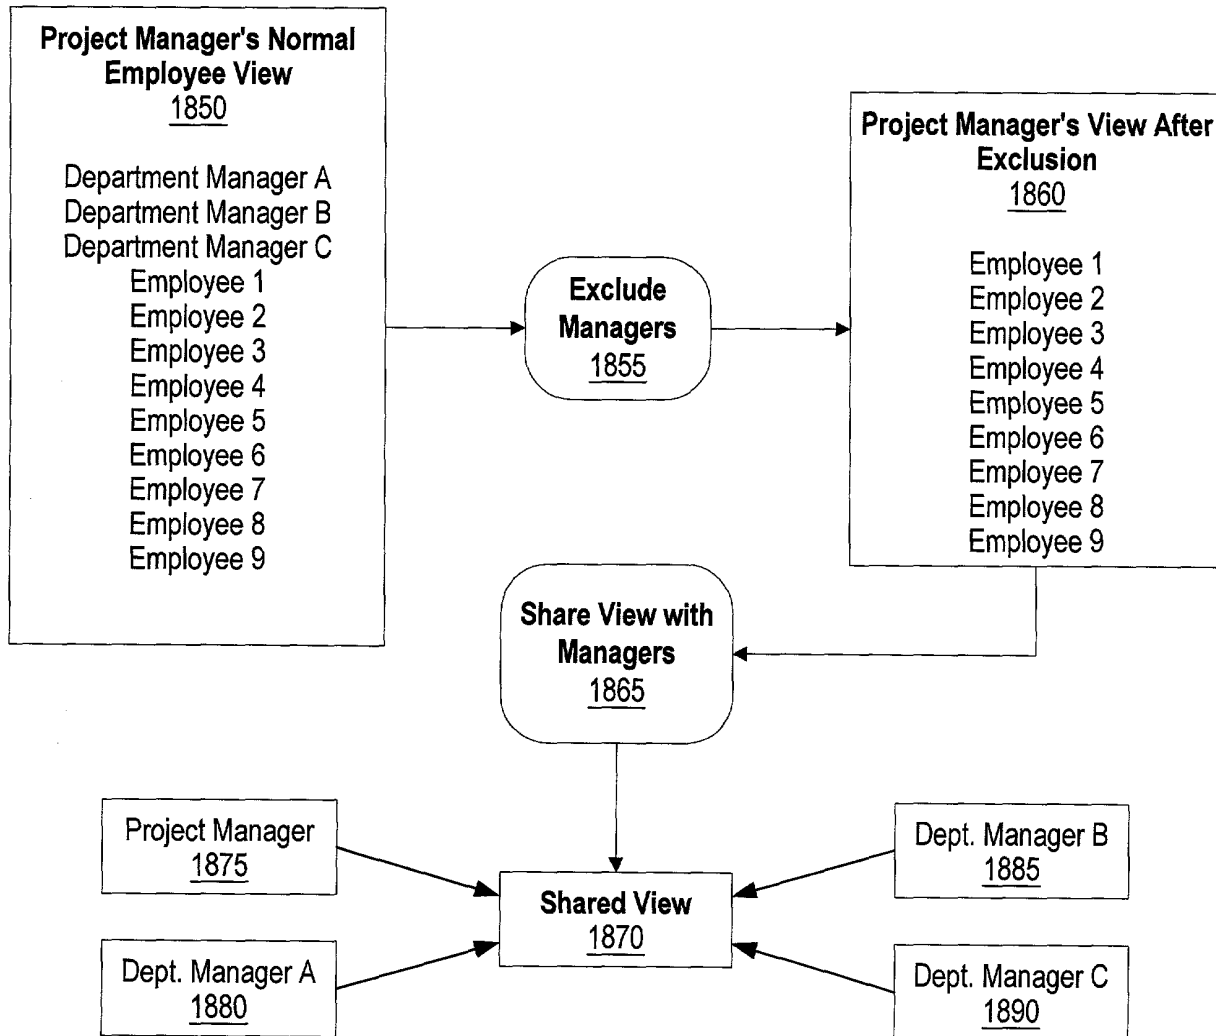 Project Manager's Normal
Employee View
1850
Department Manager A
Department Manager B
Department Manager C
Employee 1
Employee 2
Employee 3
Employee 4
Employee 5
Employee 6
Employee 7
Employee 8
Employee 9
Exclude
Managers
1855
Project Manager's View After
Exclusion
1860
Employee 1
Employee 2
Employee 3
Employee 4
Employee 5
Employee 6
Employee 7
Employee 8
Employee 9
Share View with
Managers
1865
Project Manager
1875
Dept. Manager A
1880
Shared View
1870
Dept. Manager B
1885
Dept. Manager C
1890